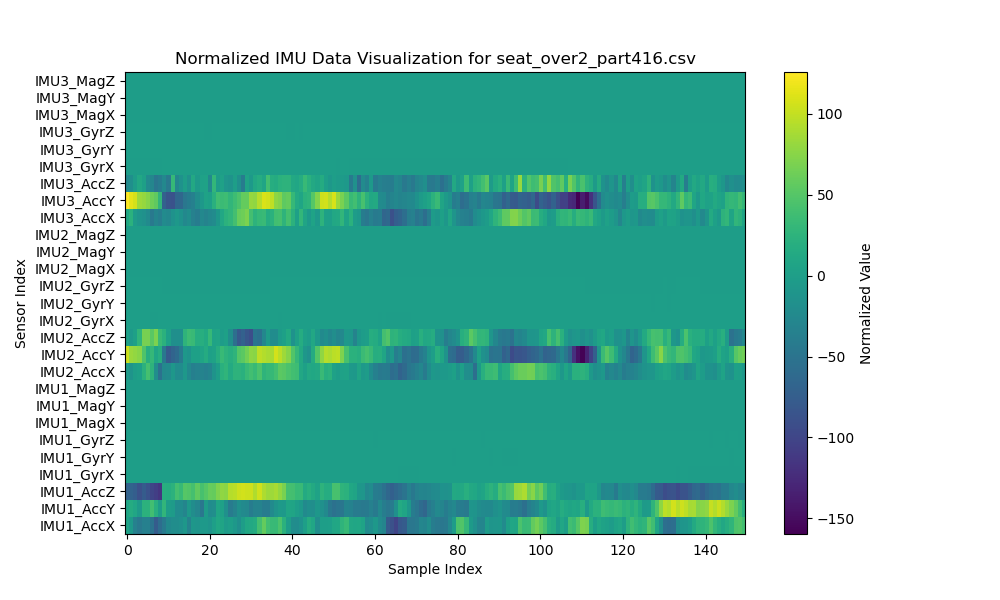 Normalized IMU Data Visualization for seat_over2_part416.csv
IMU3_MagZ
IMU3_MagY
IMU3_MagX
IMU3_GyrZ
IMU3_GyrY
IMU3_GyrX
IMU3_AccZ
IMU3_AccY
IMU3_AccX
IMU2_MagZ
IMU2_MagY
IMU2_MagX
IMU2_GyrZ
IMU2_GyrY
IMU2_GyrX
IMU2_AccZ
IMU2_AccY
IMU2_AccX
IMU1_MagZ
IMU1_MagY
IMU1_MagX
IMU1_GyrZ
IMU1_GyrY
IMU1_GyrX
IMU1_AccZ
IMU1_AccY
IMU1_AccX
Sensor Index
0 20 40 60 80 100 120 140
Sample Index
100
50
0
−50
−100
−150
Normalized Value